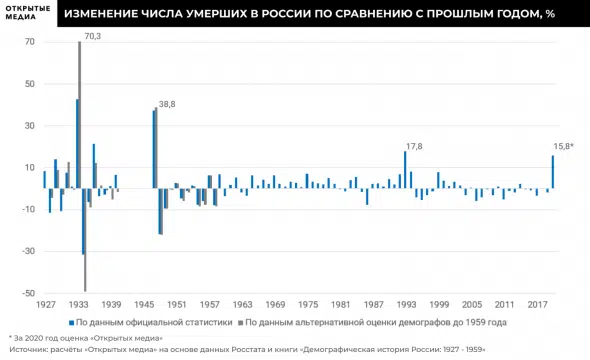 ОТКРЫТЫЕ
МЕДИА
ИЗМЕНЕНИЕ ЧИСЛА УМЕРШИХ В РОССИИ ПО СРАВНЕНИЮ С ПРОШЛЫМ ГОДОМ, %
70
50
30
10
-10
-30
-50
70,3
38,8
17,8
15,8*
1927 1933 1939 1945 1951 1957 1963 1969 1975 1981 1987 1993 1999 2005 2011 2017
По данным официальной статистики По данным альтернативной оценки демографов до 1959 года
* За 2020 год оценка «Открытых медиа»
Источник: расчёты «Открытых медиа» на основе данных Росстата и книги «Демографическая история России: 1927 - 1959»